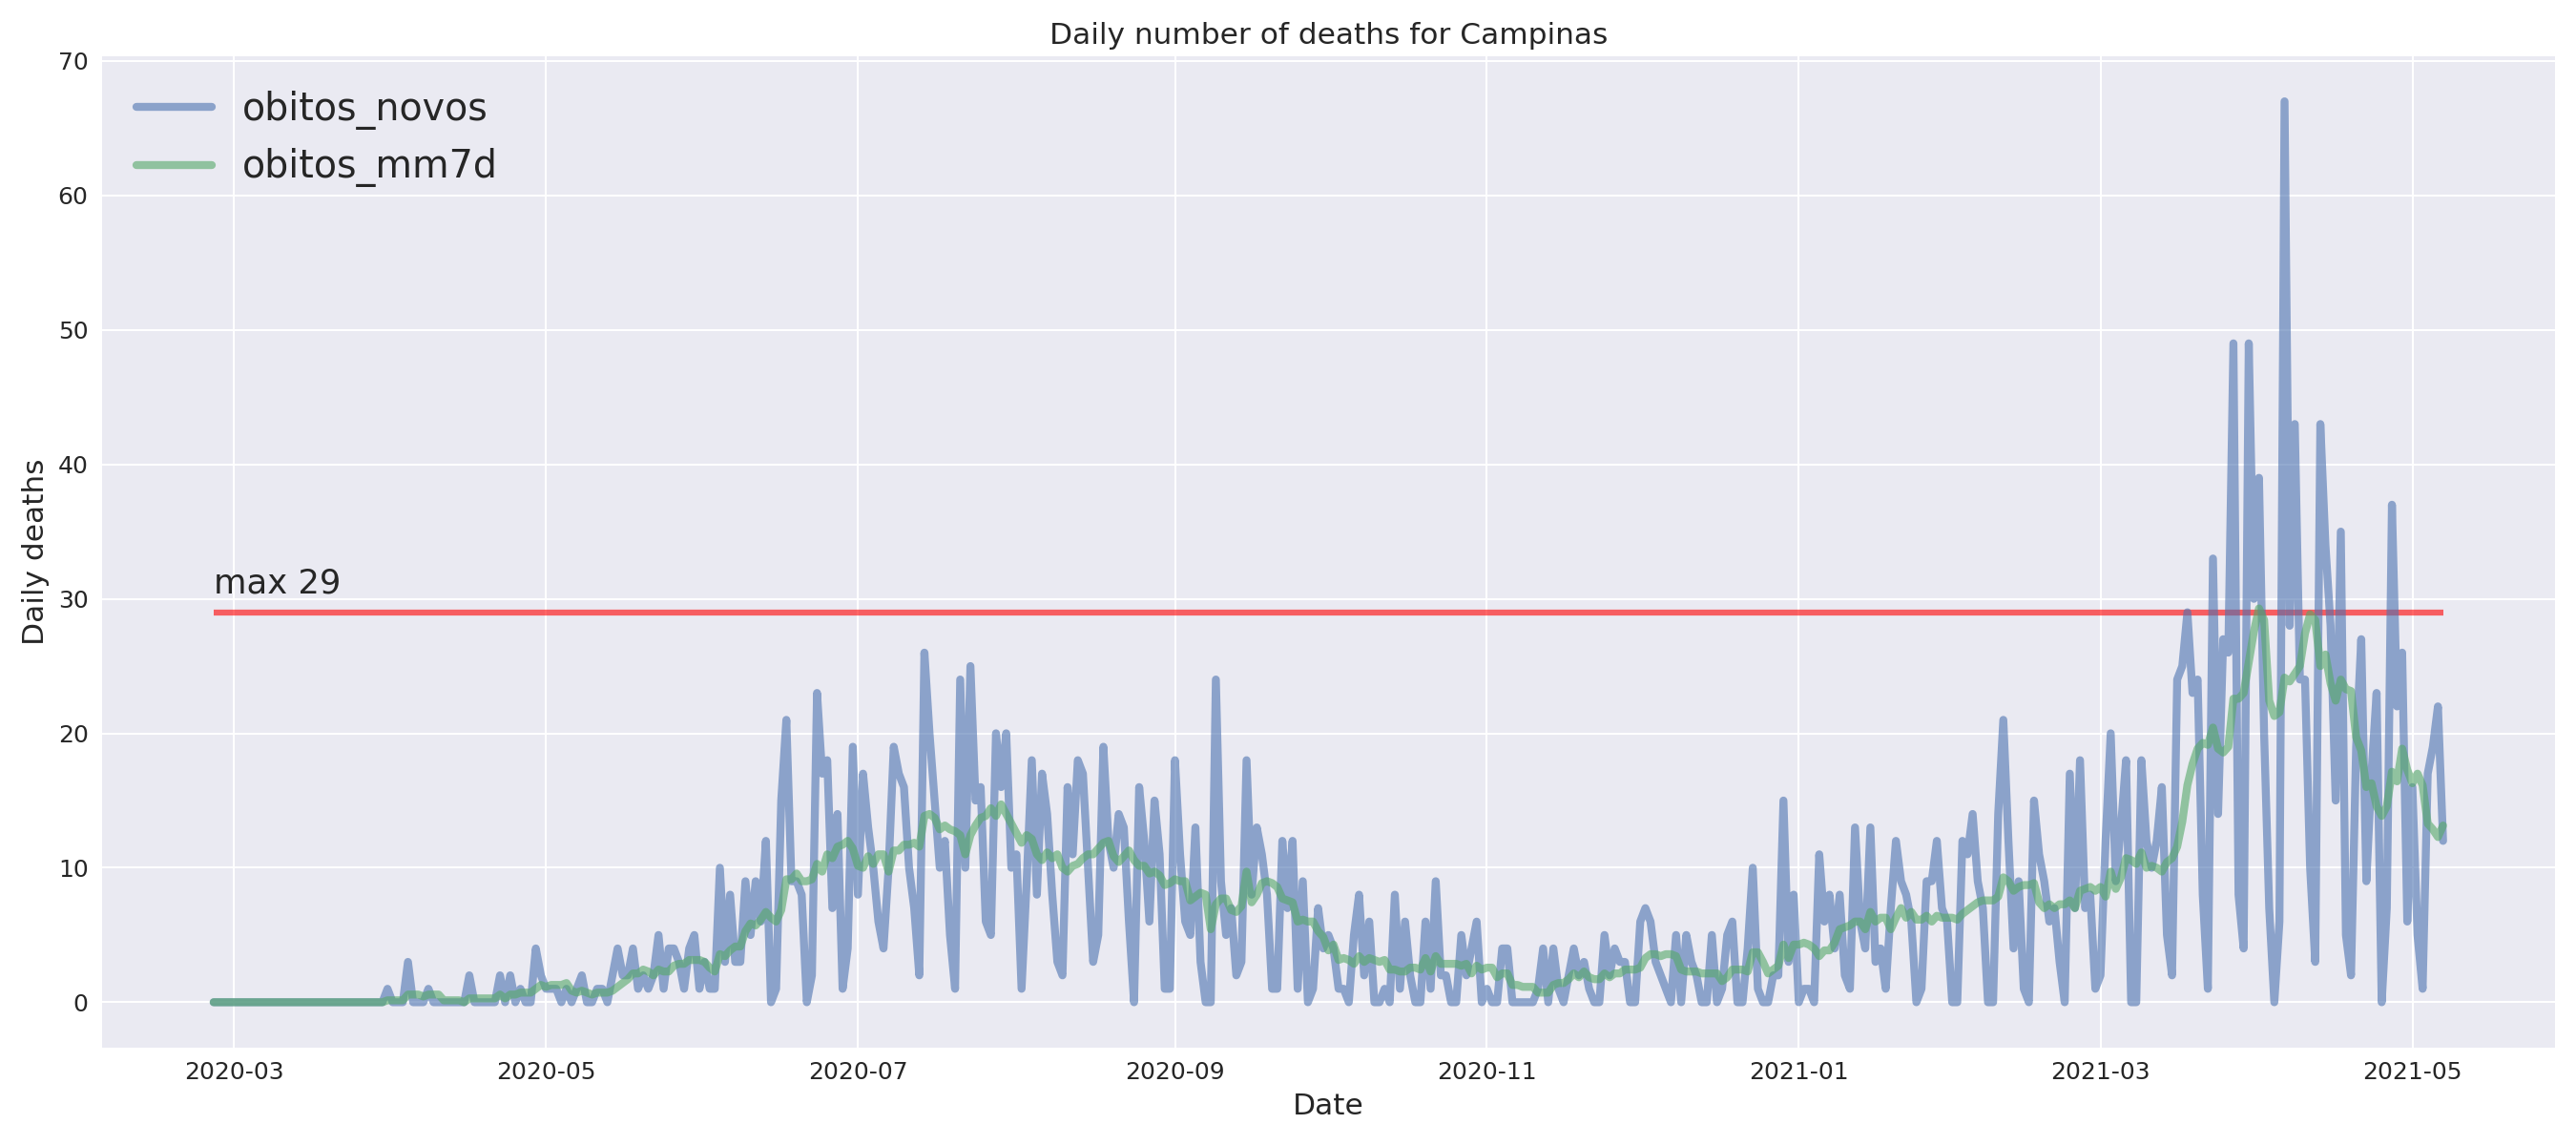 Daily number of deaths for Campinas
obitos_novos
obitos_mm7d
max 29
Daily deaths
70
60
50
40
30
20
10
0
2020-03 2020-05 2020-07 2020-09 2020-11 2021-01 2021-03 2021-05
Date